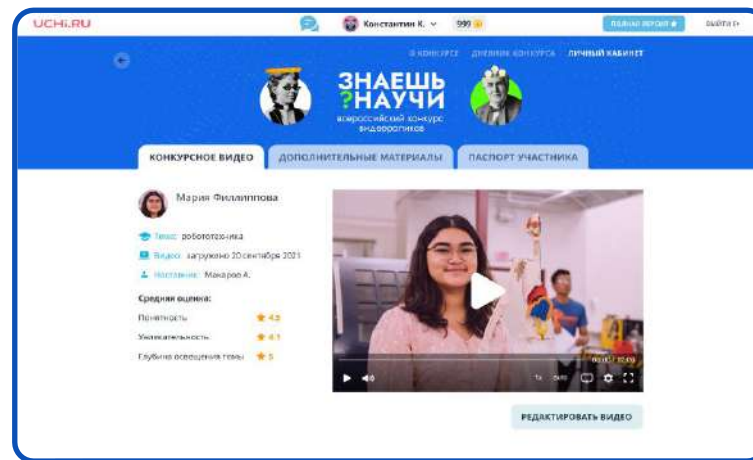 UCHi.RU
Константин К.
999
ПОЛНАЯ ВЕРСИЯ
ВЫЙТИ
О КОНКУРСЕ
ДНЕВНИК КОНКУРСА
ЛИЧНЫЙ КАБИНЕТ
ЗНАЕШЬ
?НАУЧИ
всероссийский конкурс
видеороликов
КОНКУРСНОЕ ВИДЕО
ДОПОЛНИТЕЛЬНЫЕ МАТЕРИАЛЫ
ПАСПОРТ УЧАСТНИКА
Мария Филлиппова
Тема: робототехника
Видео: загружено 20 сентября 2021
Наставник: Макаров А.
Средняя оценка:
Понятность 4.5
Увлекательность 4.1
Глубина освещения темы 5
1x
РЕДАКТИРОВАТЬ ВИДЕО